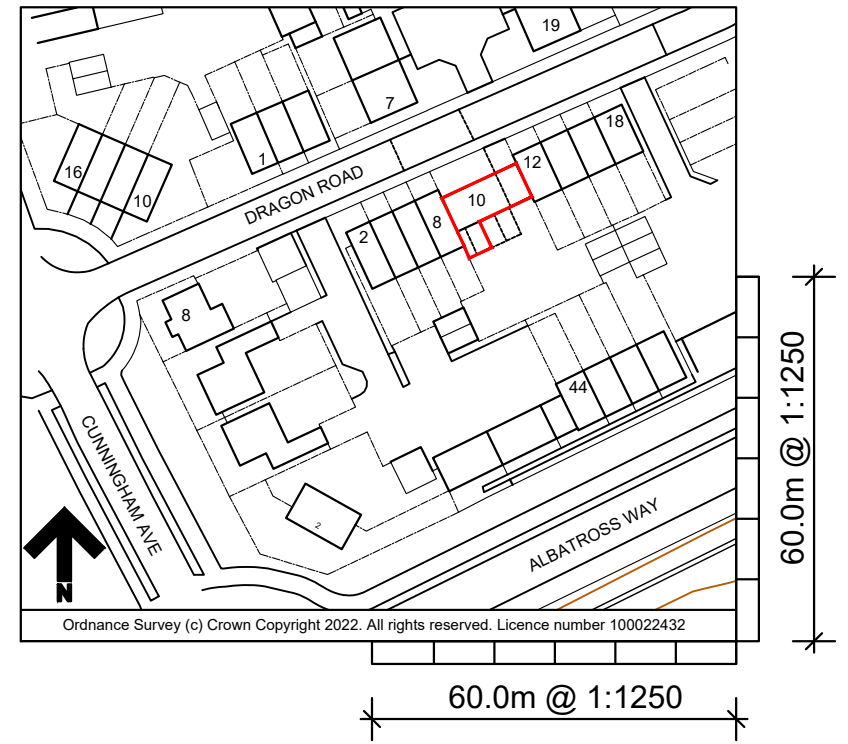 19
7
1
16
10
DRAGON ROAD
18
12
10
8
2
8
44
CUNNINGHAM AVE
2
ALBATROSS WAY
N
60.0m @ 1:1250
Ordnance Survey (c) Crown Copyright 2022. All rights reserved. Licence number 100022432
60.0m @ 1:1250